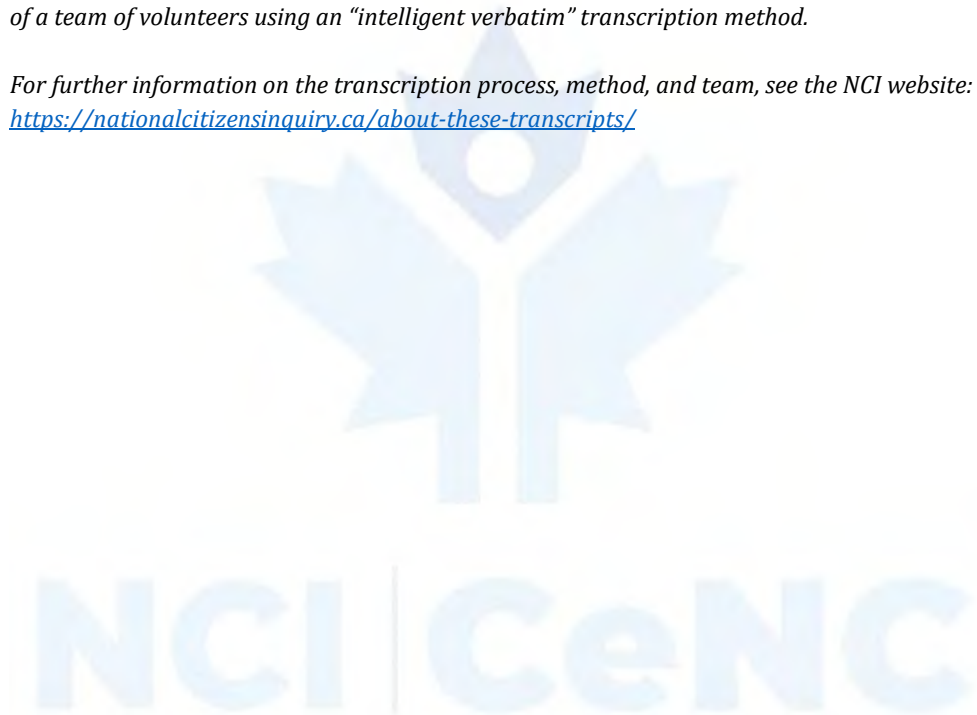 of a team of volunteers using an “intelligent verbatim” transcription method.
For further information on the transcription process, method, and team, see the NCI website:
https://nationalcitizensinquiry.ca/about-these-transcripts/
NCI | CeNC